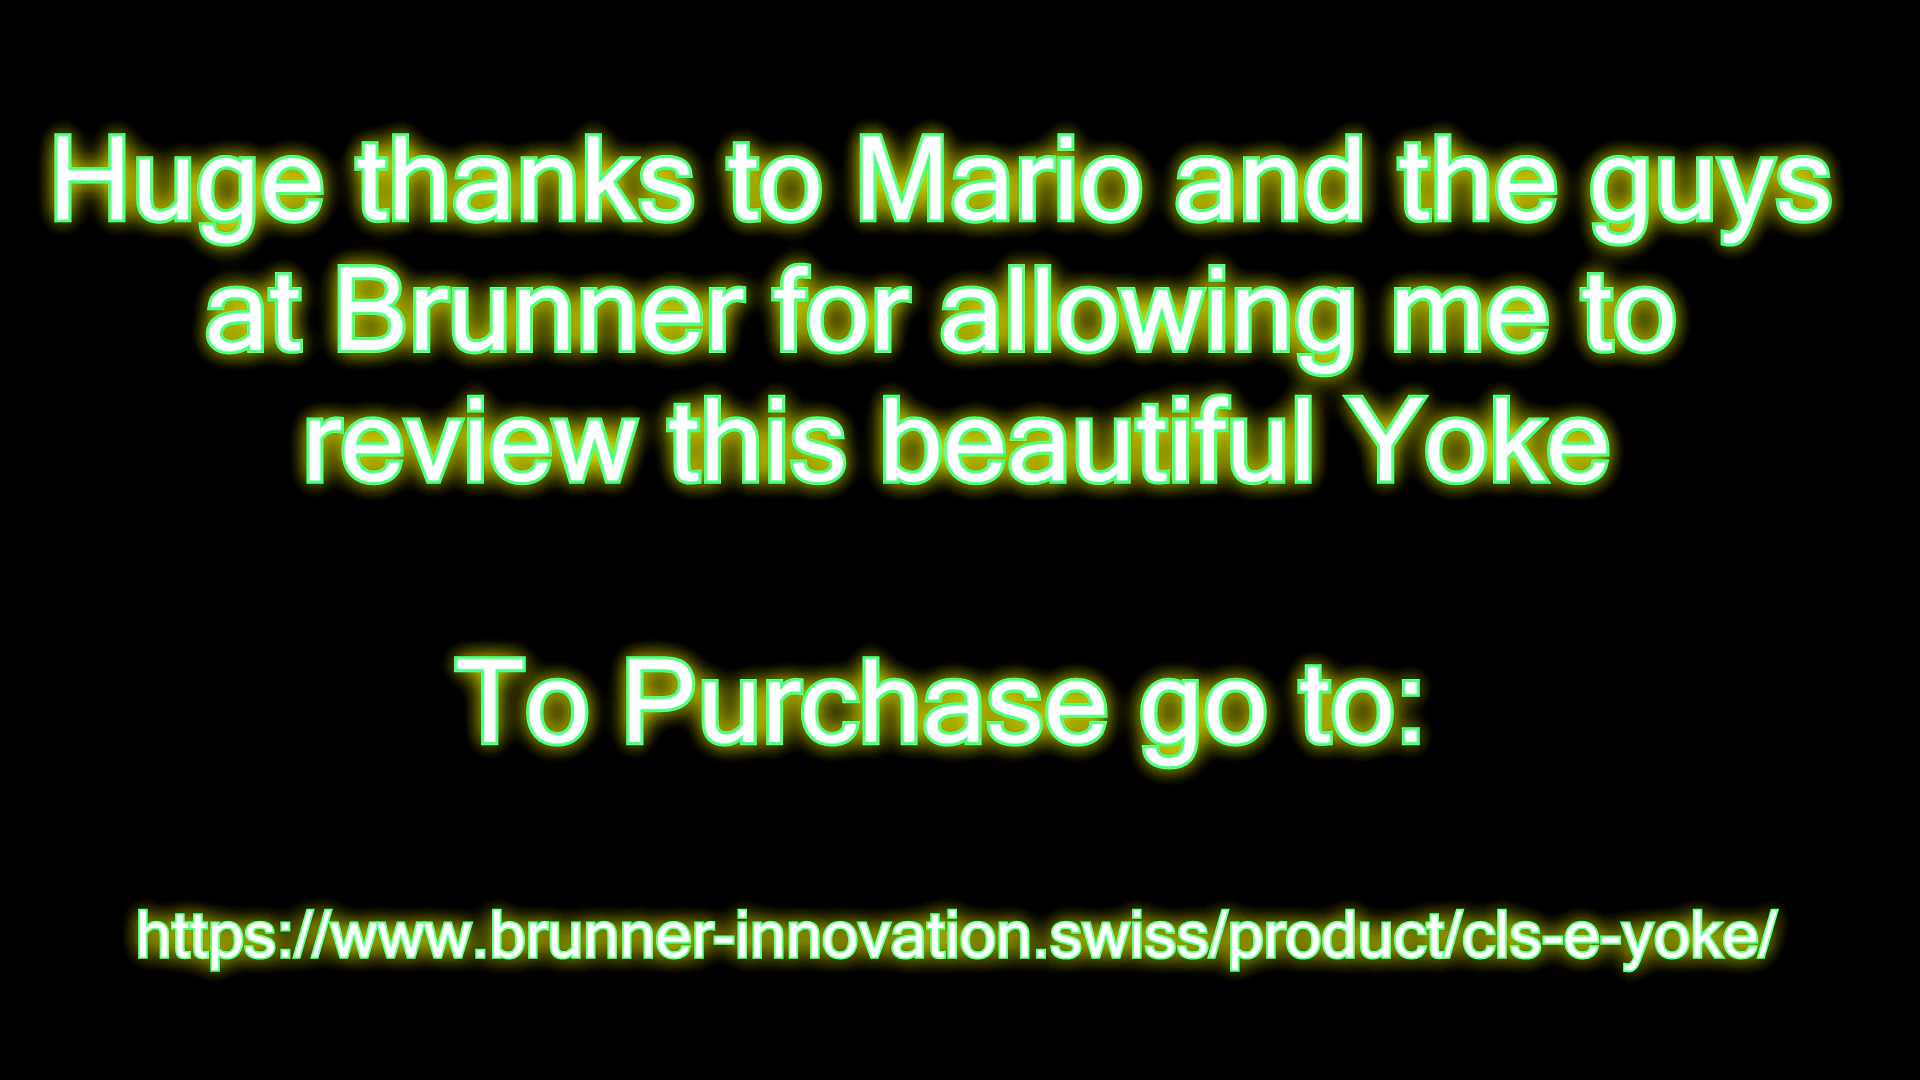 Huge thanks to Mario and the guys
at Brunner for allowing me to
review this beautiful Yoke
To Purchase go to:
https://www.brunner-innovation.swiss/product/cls-e-yoke/